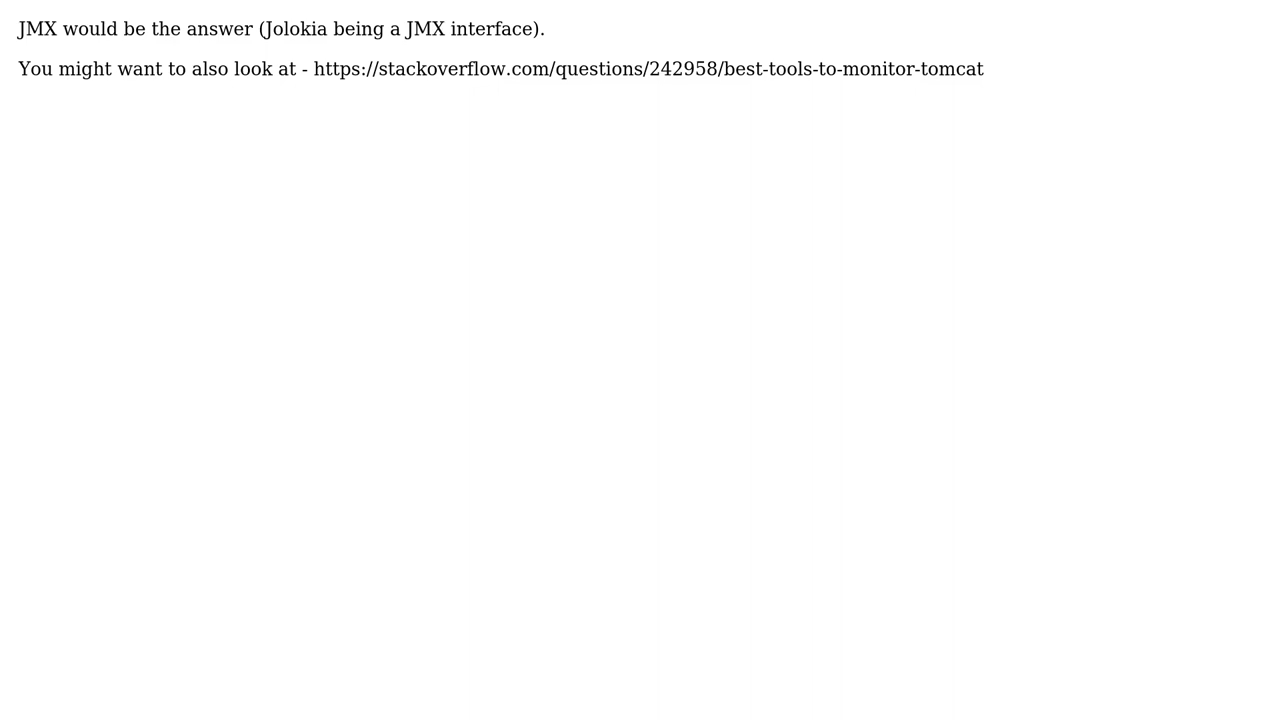 JMX would be the answer (Jolokia being a JMX interface).
You might want to also look at - https://stackoverflow.com/questions/242958/best-tools-to-monitor-tomcat